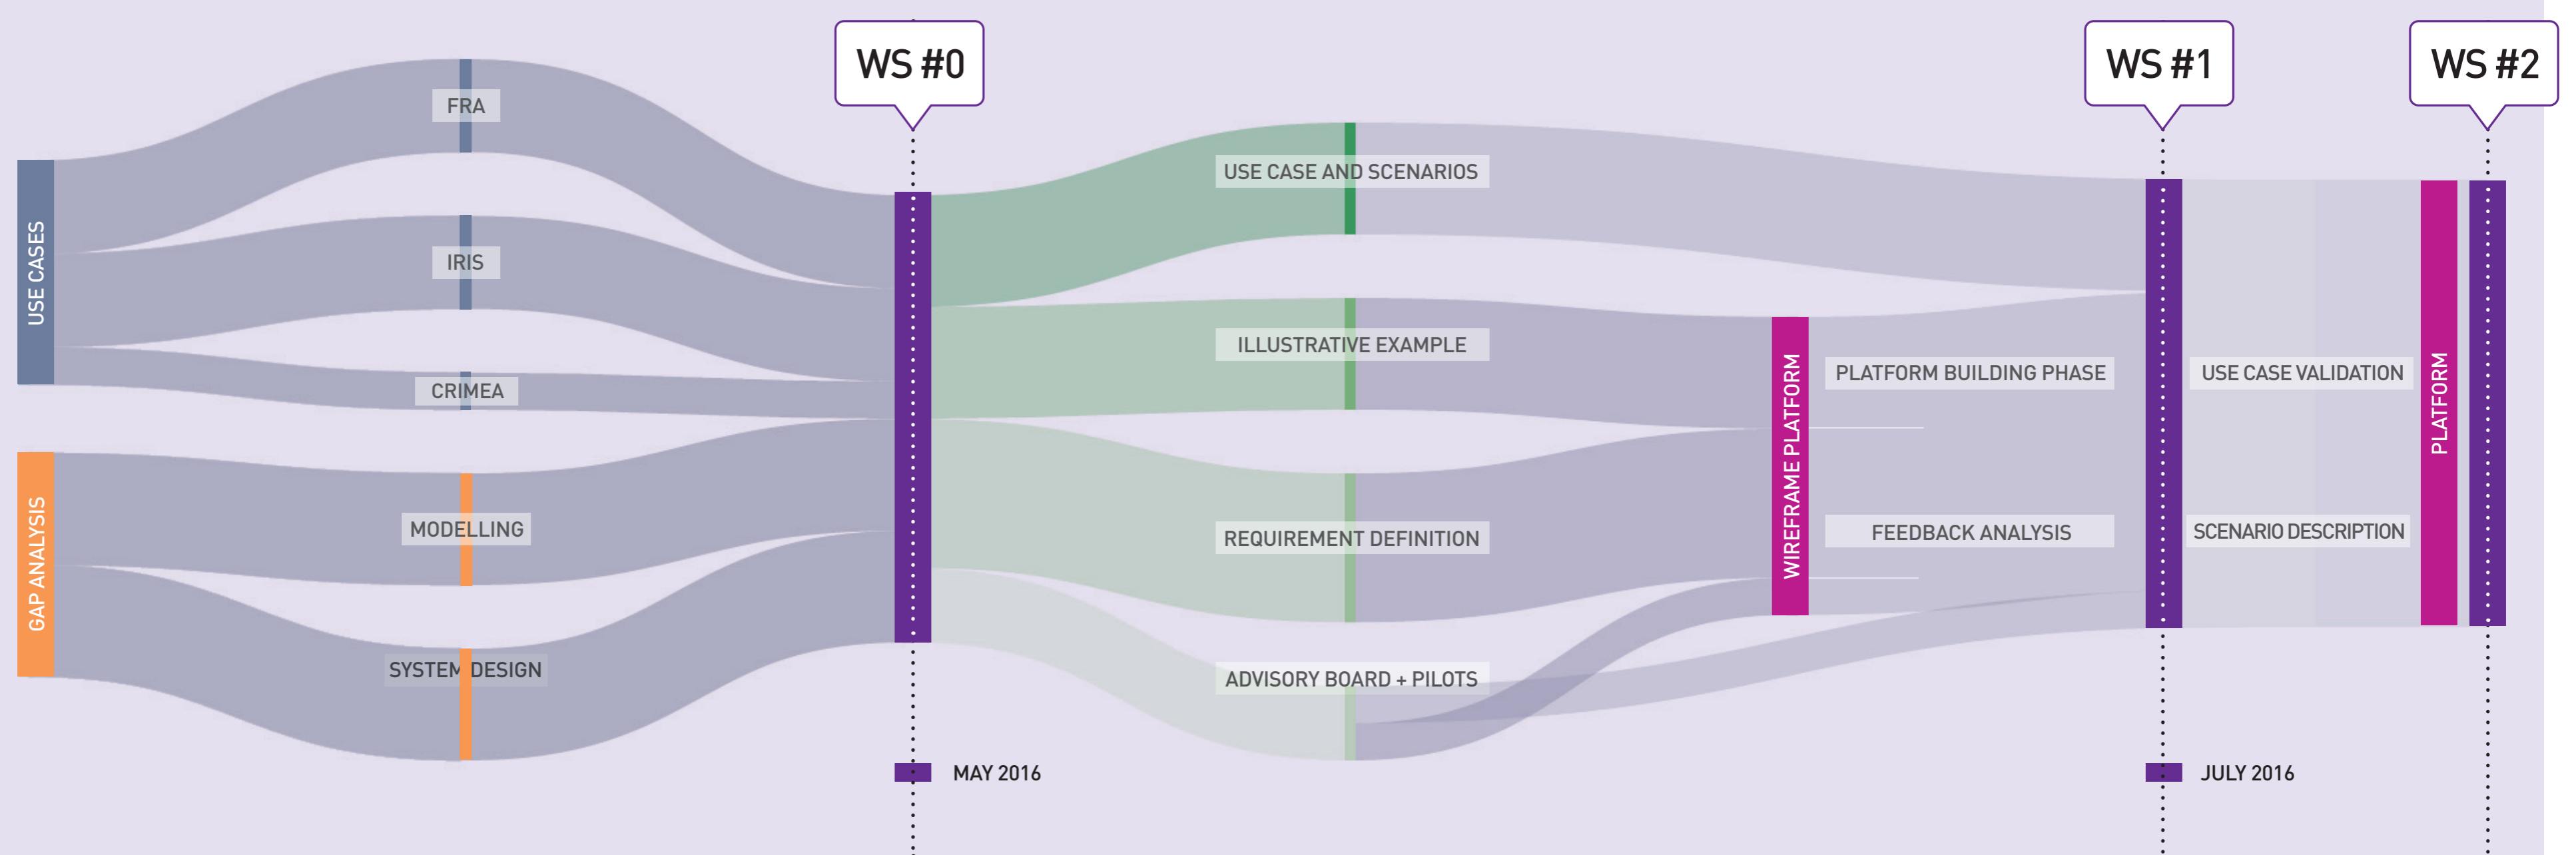 WS #0
WS #1
WS #2
USE CASES
FRA
IRIS
CRIMEA
GAP ANALYSIS
MODELLING
SYSTEM DESIGN
USE CASE AND SCENARIOS
ILLUSTRATIVE EXAMPLE
REQUIREMENT DEFINITION
ADVISORY BOARD + PILOTS
WIREFRAME PLATFORM
PLATFORM BUILDING PHASE
FEEDBACK ANALYSIS
USE CASE VALIDATION
SCENARIO DESCRIPTION
PLATFORM
MAY 2016
JULY 2016